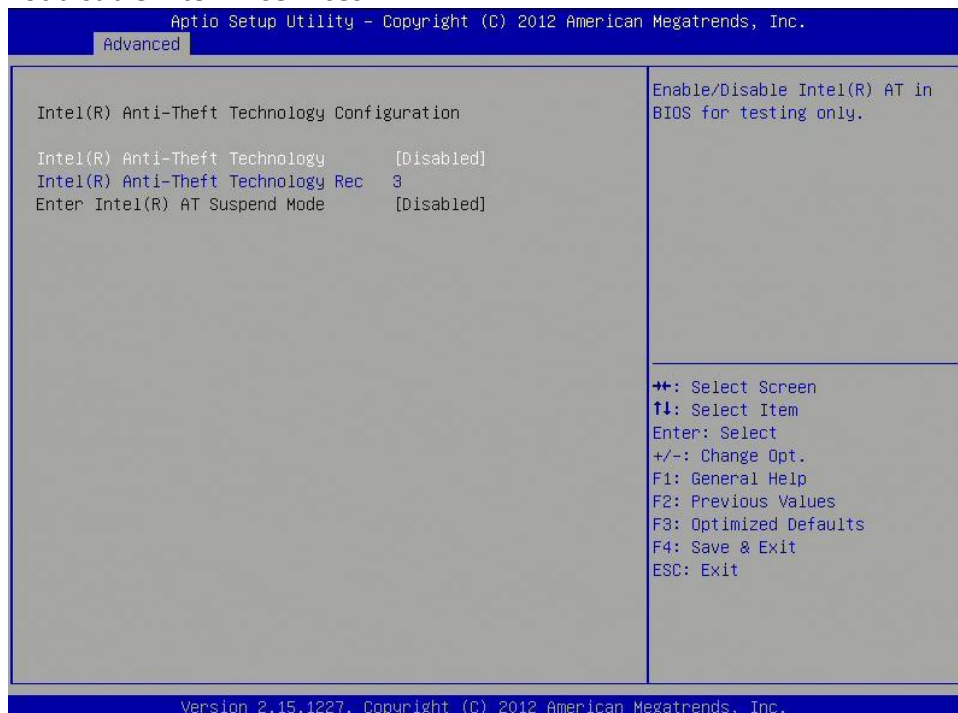 Aptio Setup Utility – Copyright (C) 2012 American Megatrends, Inc.
Advanced
Intel(R) Anti-Theft Technology Configuration
Intel(R) Anti-Theft Technology [Disabled]
Intel(R) Anti-Theft Technology Rec 3
Enter Intel(R) AT Suspend Mode [Disabled]
Enable/Disable Intel(R) AT in
BIOS for testing only.
→←: Select Screen
↑↓: Select Item
Enter: Select
+/-: Change Opt.
F1: General Help
F2: Previous Values
F3: Optimized Defaults
F4: Save & Exit
ESC: Exit
Version 2.15.1227. Copyright (C) 2012 American Megatrends, Inc.